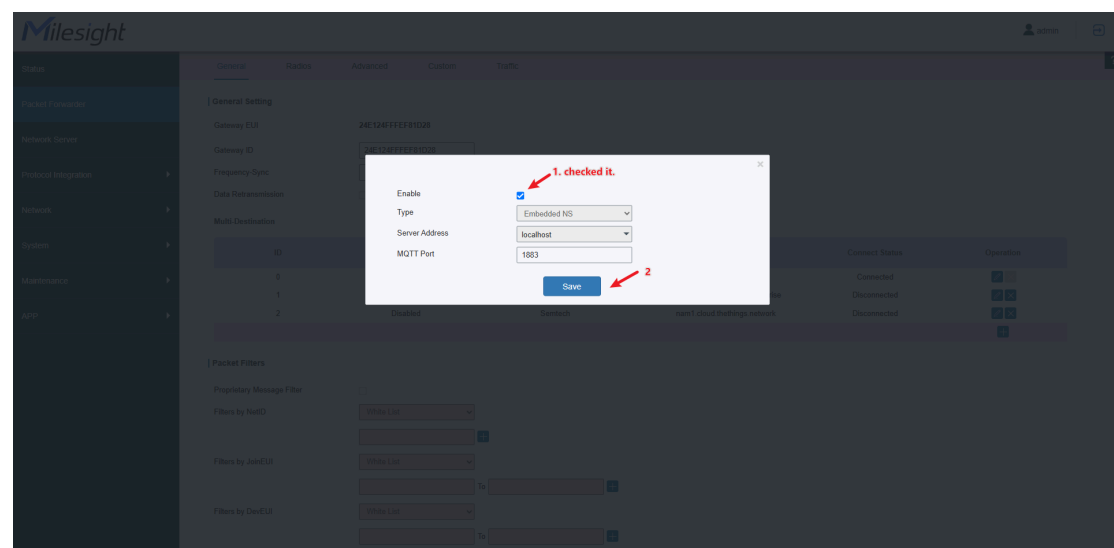 Milesight
admin
Status
General Radios Advanced Custom Traffic
Packet Forwarder
General Setting
Gateway EUI 24E124FFFEF81D28
Network Server
Gateway ID 24E124FFFEF81D28
Protocol Integration
Frequency-Sync
Data Retransmission
Network
Multi-Destination
System
ID Connect Status Operation
Maintenance
0 Connected
1 Disconnected
APP
2 Disabled Semtech nam1.cloud.thethings.network Disconnected
1. checked it.
Enable
Type Embedded NS
Server Address localhost
MQTT Port 1883
Save
2
Packet Filters
Proprietary Message Filter
Filters by NetID White List
Filters by JoinEUI White List
To
Filters by DevEUI White List
To